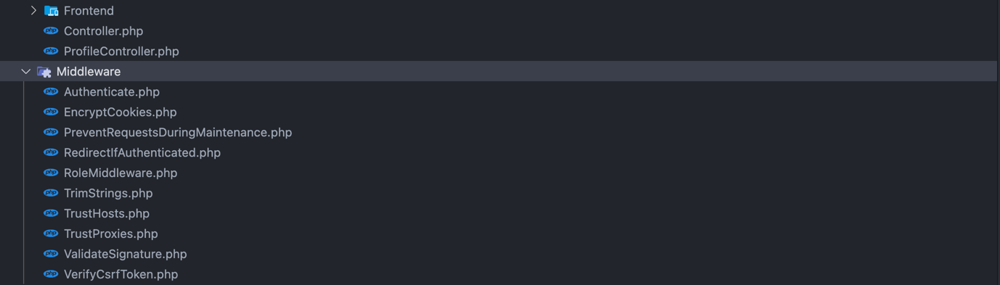 Frontend
Controller.php
ProfileController.php
Middleware
Authenticate.php
EncryptCookies.php
PreventRequestsDuringMaintenance.php
RedirectIfAuthenticated.php
RoleMiddleware.php
TrimStrings.php
TrustHosts.php
TrustProxies.php
ValidateSignature.php
VerifyCsrfToken.php